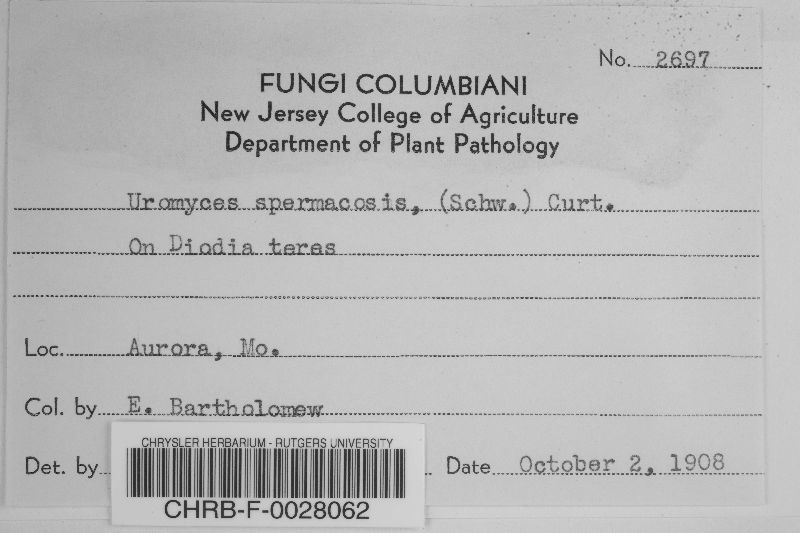 No. 2697
FUNGI COLUMBIANI
New Jersey College of Agriculture
Department of Plant Pathology
Uromyces spermacosis, (Schw.) Curt.
On Diodia teres
Loc. Aurora, Mo.
Col. by E. Bartholomew
Det. by Date October 2, 1908
CHRYSLER HERBARIUM - RUTGERS UNIVERSITY
CHRB-F-0028062